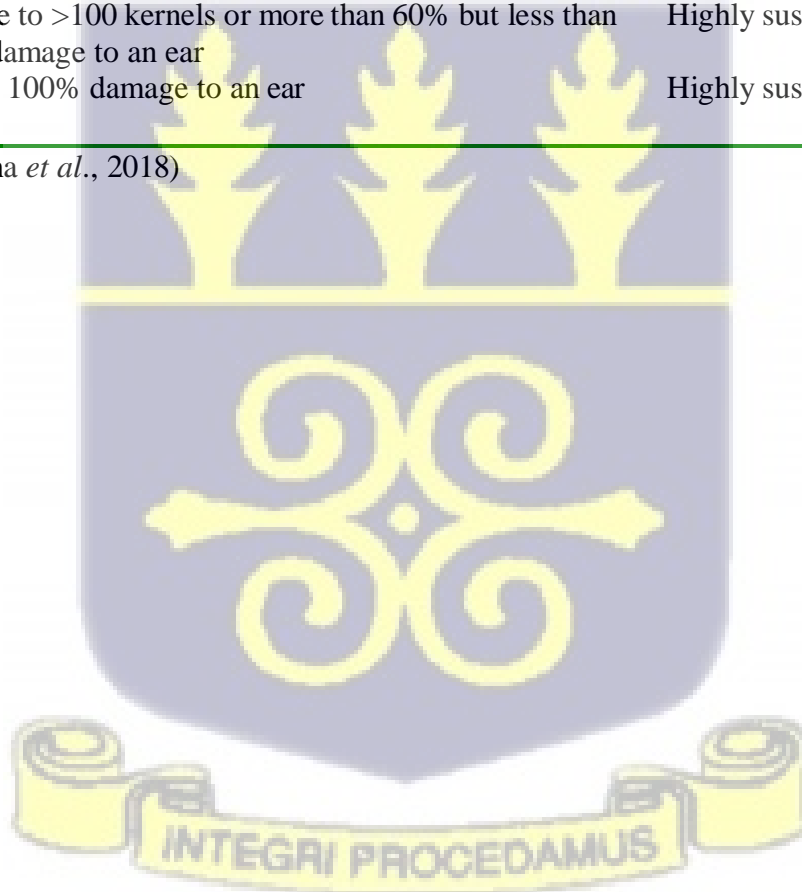 e to >100 kernels or more than 60% but less than Highly sus
damage to an ear
100% damage to an ear Highly sus
na et al., 2018)
INTEGRI PROCEDAMUS